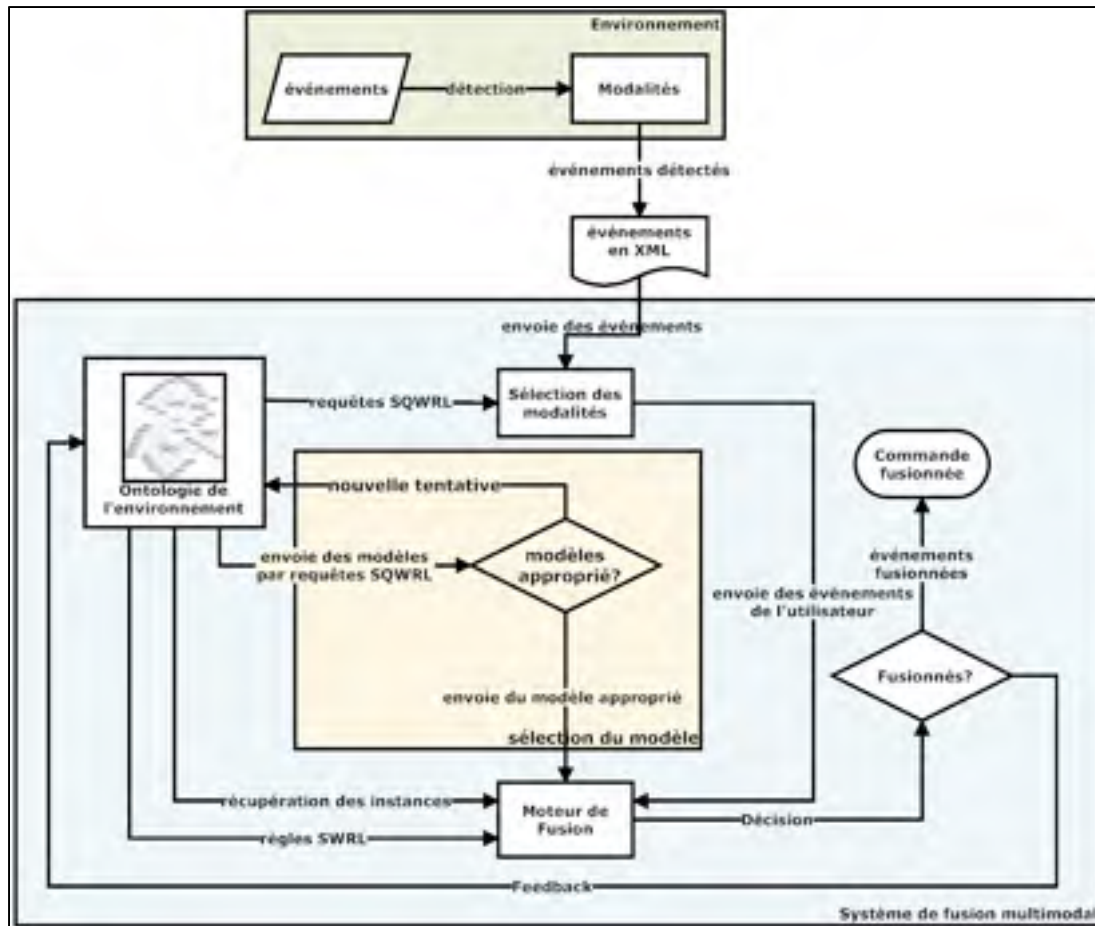 Environnement
événements
détection
Modalités
événements détectés
événements
en XML
envoie des événements
requêtes SQWRL
Sélection des
modalités
Ontologie de
l'environnement
nouvelle tentative
Commande
fusionnée
envoie des modèles
par requêtes SQWRL
modèles
approprié?
événements
fusionnées
envoie des événements
de l'utilisateur
Fusionnés?
envoie du modèle approprié
sélection du modèle
récupération des instances
Moteur de
Fusion
Décision
règles SWRL
Feedback
Système de fusion multimodal